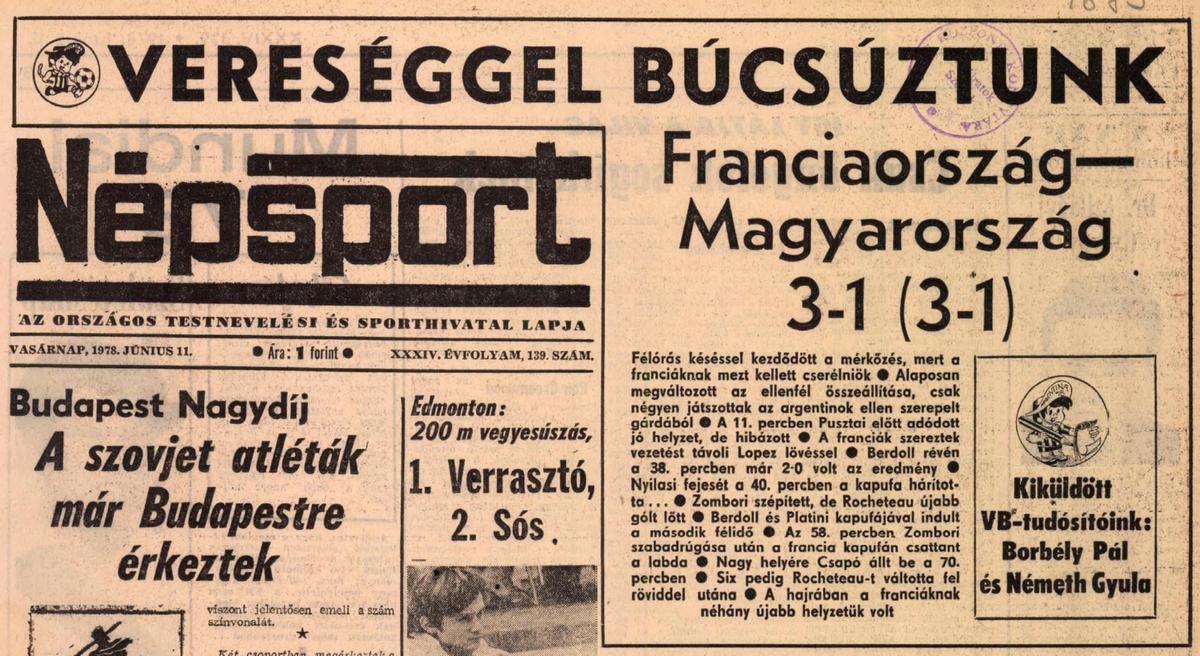 VERESÉGGEL BÚCSÚZTUNK
Népsport
AZ ORSZÁGOS TESTNEVELÉSI ÉS SPORTHIVATAL LAPJA
VASÁRNAP, 1978. JÚNIUS 11. ● Ára: 1 forint ● XXXIV. ÉVFOLYAM, 139. SZÁM.
Franciaország—
Magyarország
3-1 (3-1)
Félórás késéssel kezdődött a mérkőzés, mert a
franciáknak mezt kellett cserélniök ● Alaposan
megváltozott az ellenfél összeállítása, csak
négyen játszottak az argentinok ellen szerepelt
gárdából ● A 11. percben Pusztai előtt adódott
jó helyzet, de hibázott ● A franciák szereztek
vezetést távoli Lopez lövéssel ● Berdoll révén
a 38. percben már 2-0 volt az eredmény ●
Nyilasi fejesét a 40. percben a kapufa hárítot-
ta... ● Zombori szépített, de Rocheteau újabb
gólt lőtt ● Berdoll és Platini kapufájával indult
a második félidő ● Az 58. percben Zombori
szabadrúgása után a francia kapufán csattant
a labda ● Nagy helyére Csapó állt be a 70.
percben ● Six pedig Rocheteau-t váltotta fel
röviddel utána ● A hajrában a franciáknak
néhány újabb helyzetük volt
Kiküldött
VB-tudósítóink:
Borbély Pál
és Németh Gyula
Budapest Nagydíj
A szovjet atléták
már Budapestre
érkeztek
viszont jelentősen emeli a szám
színvonalát.
★
Két csoportban
Edmonton:
200 m vegyesúszás,
1. Verrasztó,
2. Sós